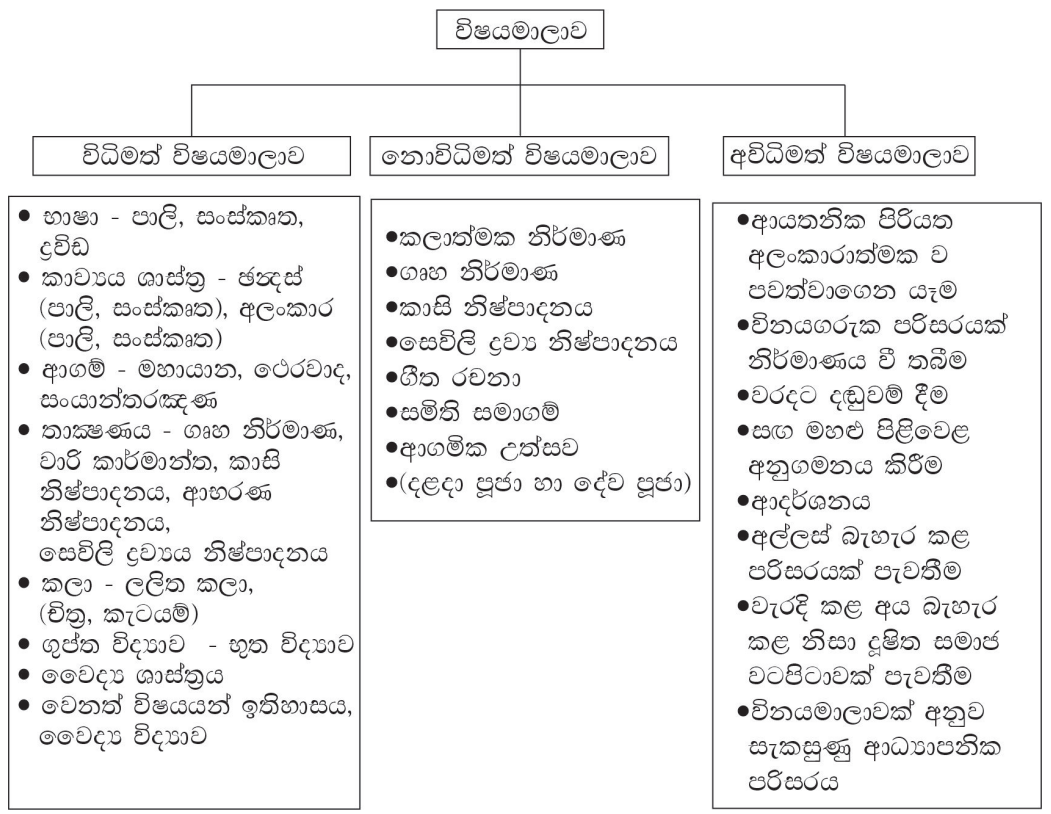 විෂයමාලාව
විධිමත් විෂයමාලාව
● භාෂා - පාලි, සංස්කෘත,
ද්‍රවිඩ
● කාව්‍යය ශාස්ත්‍ර - ඡන්දස්
(පාලි, සංස්කෘත), අලංකාර
(පාලි, සංස්කෘත)
● ආගම් - මහායාන, ථෙරවාද,
සංයාන්තරඤණ
● තාක්‍ෂණය - ගෘහ නිර්මාණ,
වාරි කාර්මාන්ත, කාසි
නිෂ්පාදනය, ආභරණ
නිෂ්පාදනය,
සෙවිලි ද්‍රව්‍යය නිෂ්පාදනය
● කලා - ලලිත කලා,
(චිත්‍ර, කැටයම්)
● ගුප්ත විද්‍යාව - භූත විද්‍යාව
● වෛද්‍ය ශාස්ත්‍රය
● වෙනත් විෂයයන් ඉතිහාසය,
වෛද්‍ය විද්‍යාව
නොවිධිමත් විෂයමාලාව
●කලාත්මක නිර්මාණ
●ගෘහ නිර්මාණ
●කාසි නිෂ්පාදනය
●සෙවිලි ද්‍රව්‍ය නිෂ්පාදනය
●ගීත රචනා
●සමිති සමාගම්
●ආගමික උත්සව
●(දළදා පූජා හා දේව පූජා)
අවිධිමත් විෂයමාලාව
●ආයතනික පිරියත
අලංකාරාත්මක ව
පවත්වාගෙන යෑම
●විනයගරුක පරිසරයක්
නිර්මාණය වී තබීම
●වරදට දඬුවම් දීම
●සඟ මහළු පිළිවෙළ
අනුගමනය කිරීම
●ආදර්ශනය
●අල්ලස් බැහැර කළ
පරිසරයක් පැවතීම
●වැරදි කළ අය බැහැර
කළ නිසා දූෂිත සමාජ
වටපිටාවක් පැවතීම
●විනයමාලාවක් අනුව
සැකසුණු ආධ්‍යාපනික
පරිසරය